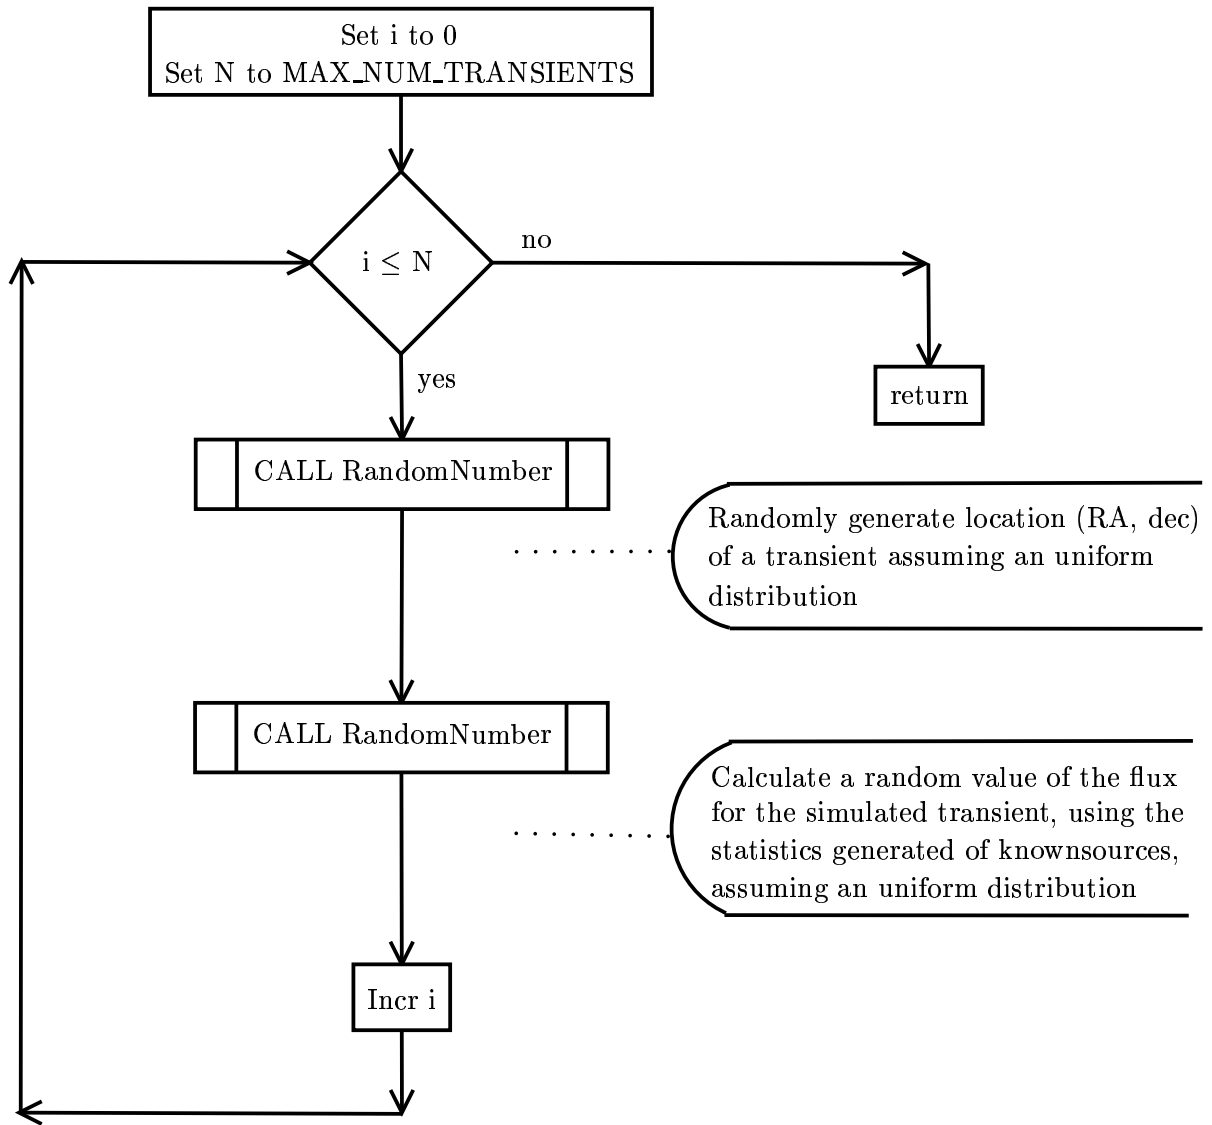 Set i to 0
Set N to MAX_NUM_TRANSIENTS
i ≤ N
no
yes
return
CALL RandomNumber
Randomly generate location (RA, dec)
of a transient assuming an uniform
distribution
CALL RandomNumber
Calculate a random value of the flux
for the simulated transient, using the
statistics generated of knownsources,
assuming an uniform distribution
Incr i